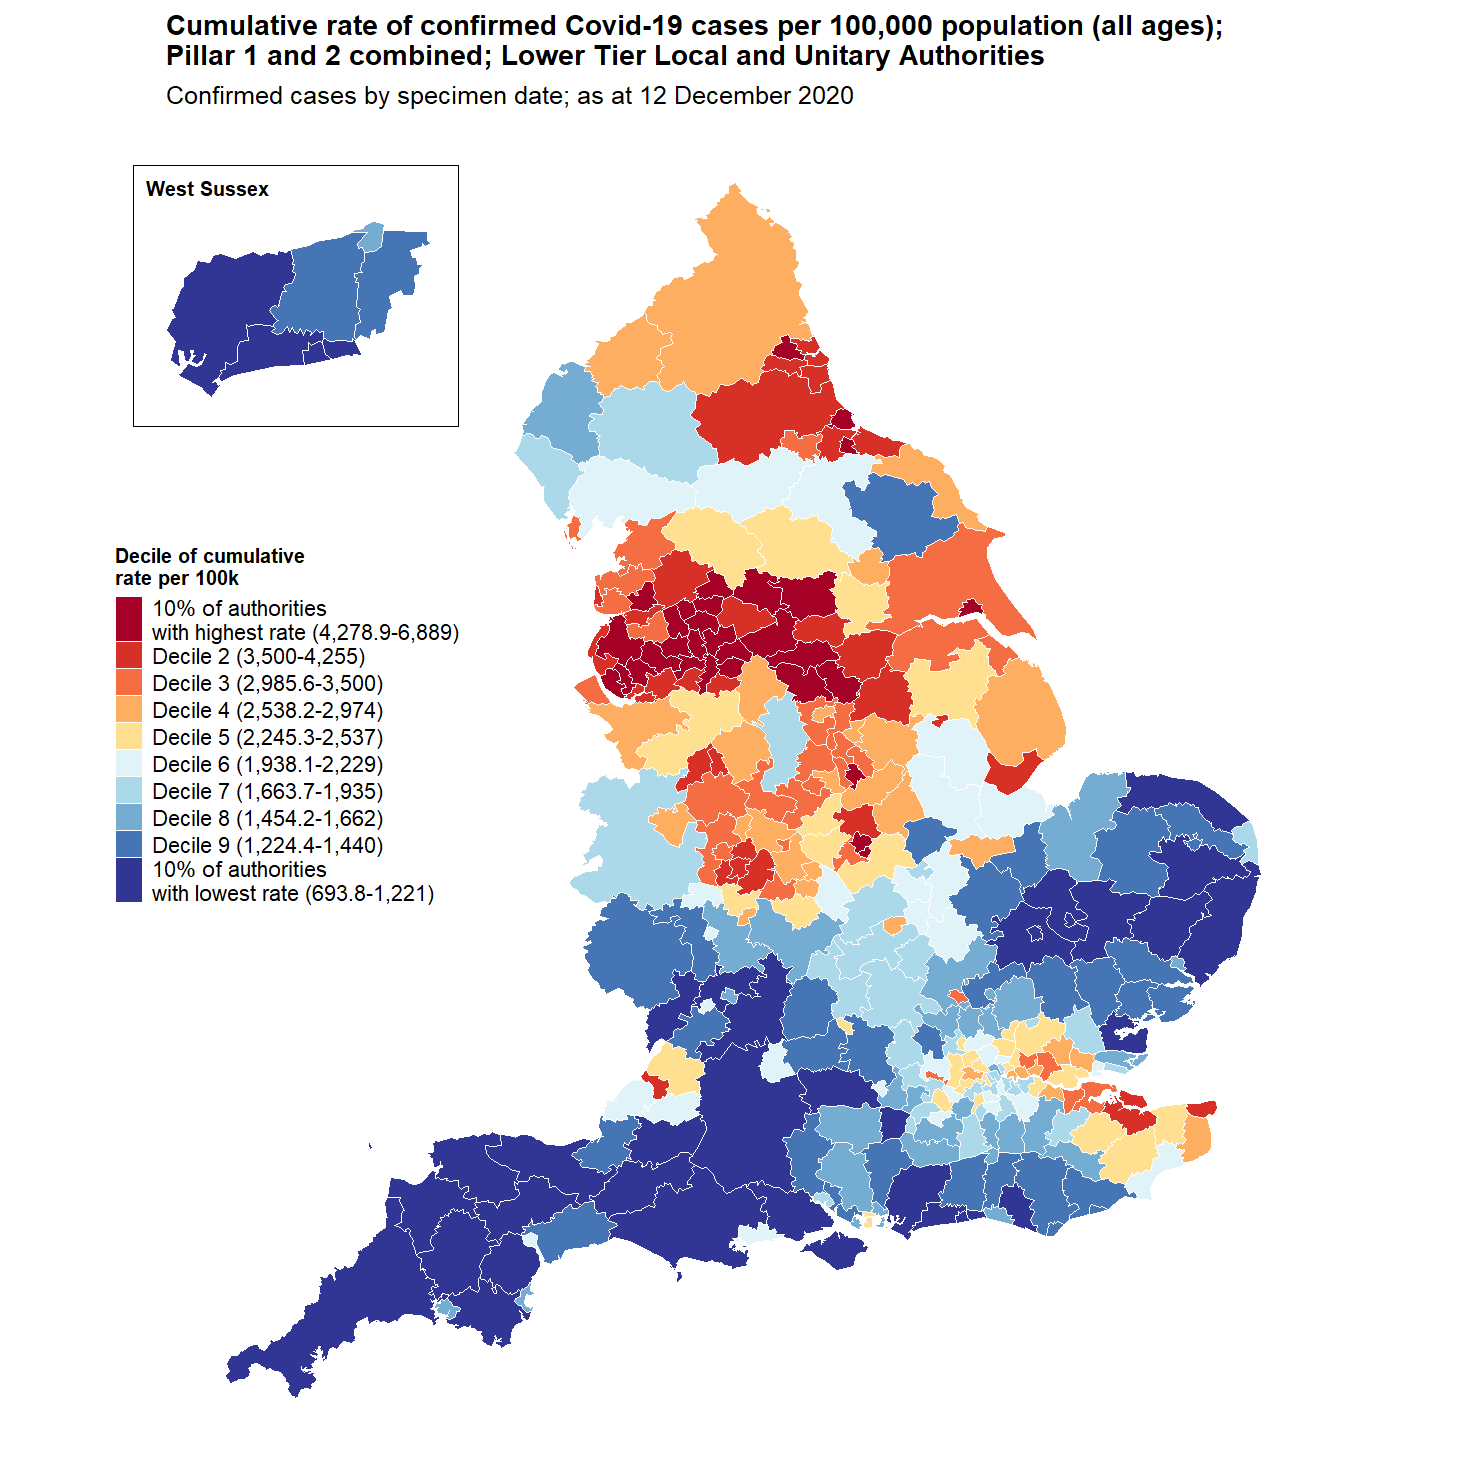 Cumulative rate of confirmed Covid-19 cases per 100,000 population (all ages);
Pillar 1 and 2 combined; Lower Tier Local and Unitary Authorities
Confirmed cases by specimen date; as at 12 December 2020
West Sussex
Decile of cumulative
rate per 100k
10% of authorities
with highest rate (4,278.9-6,889)
Decile 2 (3,500-4,255)
Decile 3 (2,985.6-3,500)
Decile 4 (2,538.2-2,974)
Decile 5 (2,245.3-2,537)
Decile 6 (1,938.1-2,229)
Decile 7 (1,663.7-1,935)
Decile 8 (1,454.2-1,662)
Decile 9 (1,224.4-1,440)
10% of authorities
with lowest rate (693.8-1,221)